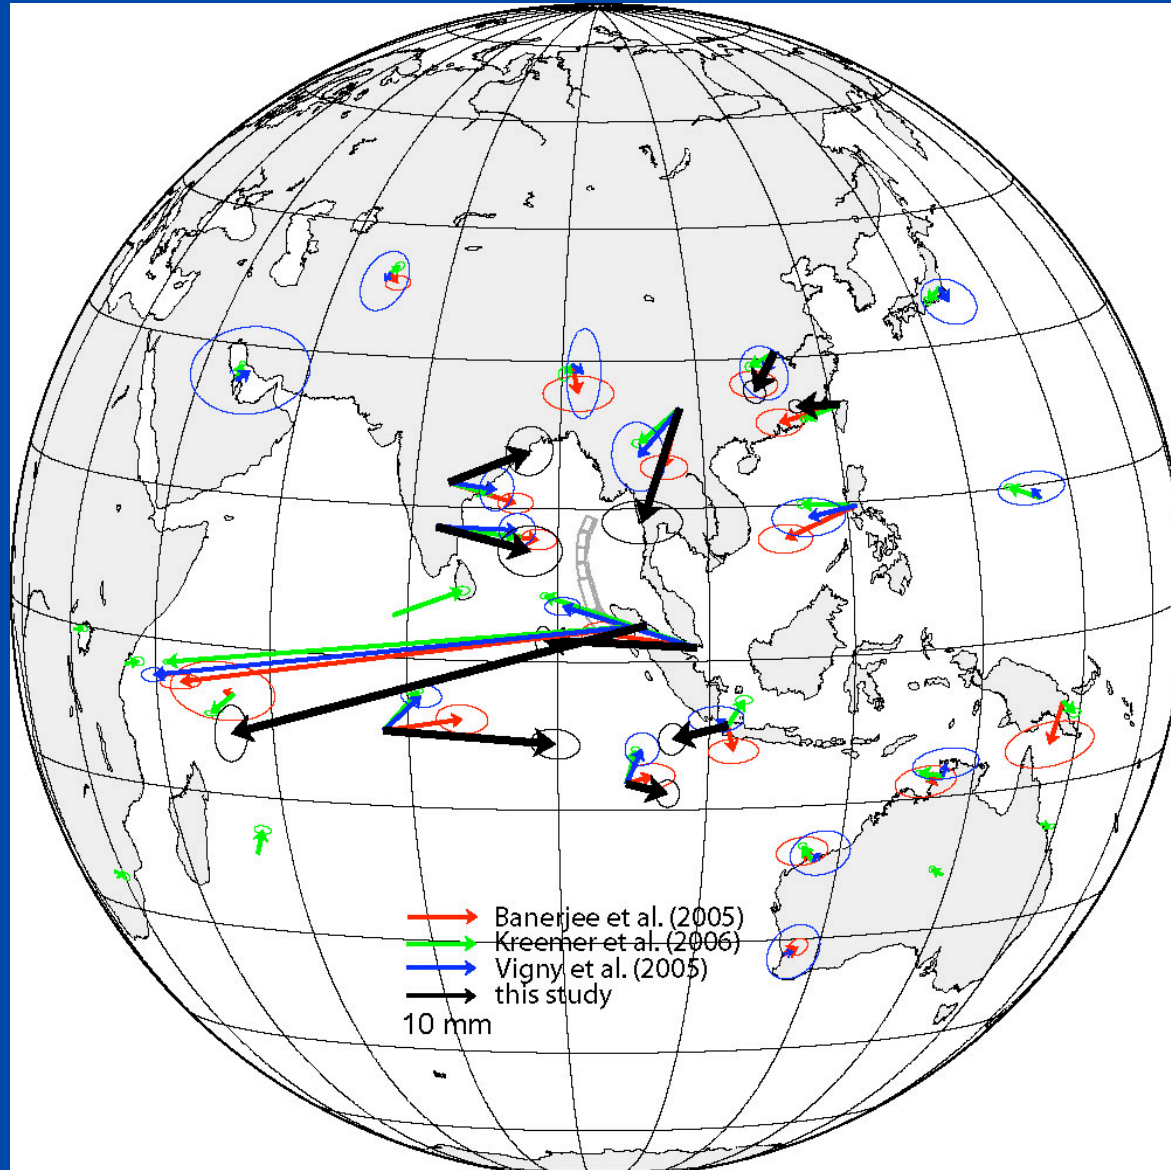 Banerjee et al. (2005)
Kreemer et al. (2006)
Vigny et al. (2005)
this study
10 mm